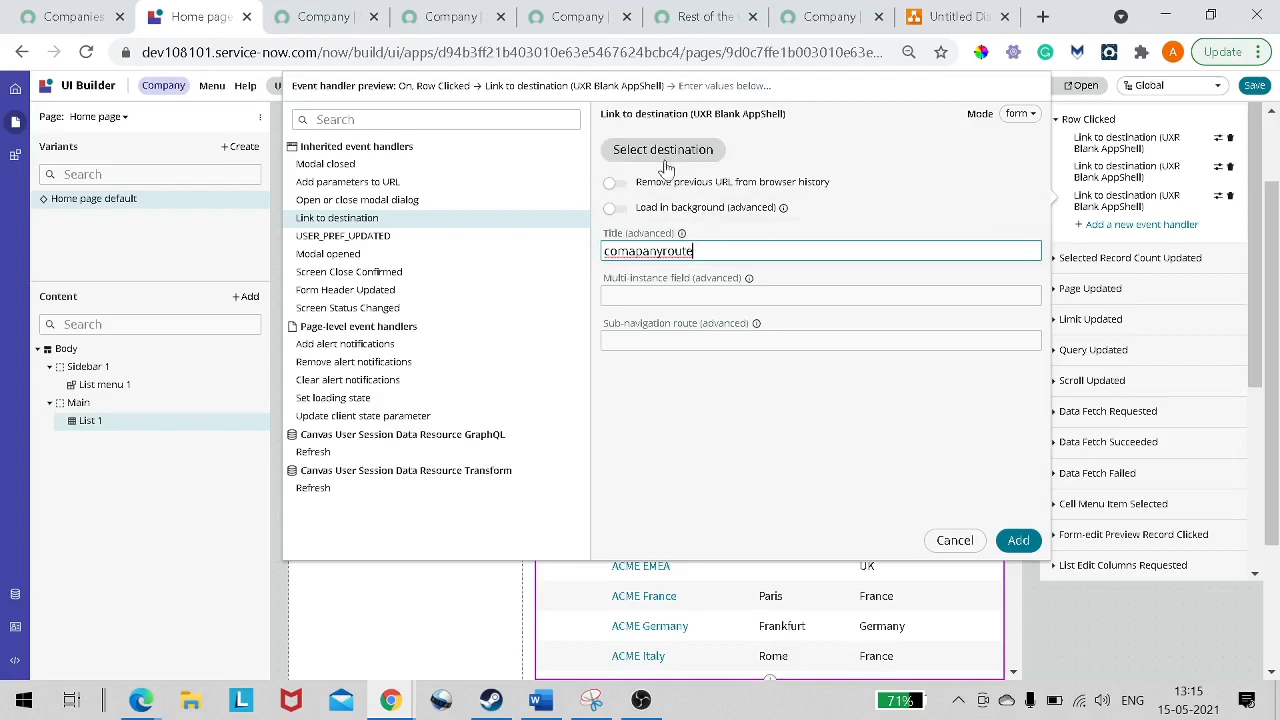 Companies
Home page
Company
Company
Company
Rest of the
Company
Untitled Dia
dev108101.service-now.com/now/build/ui/apps/d94b3ff21b403010e63e5467624bcbc4/pages/9d0c7ffe1b003010e63e...
A
Update
UI Builder
Company
Menu
Help
Event handler preview: On. Row Clicked → Link to destination (UXR Blank AppShell) → Enter values below...
Open
Global
Save
Page: Home page
Variants
+ Create
Search
Home page default
Content
+ Add
Search
Body
Sidebar 1
List menu 1
Main
List 1
Search
Inherited event handlers
Modal closed
Add parameters to URL
Open or close modal dialog
Link to destination
USER_PREF_UPDATED
Modal opened
Screen Close Confirmed
Form Header Updated
Screen Status Changed
Page-level event handlers
Add alert notifications
Remove alert notifications
Clear alert notifications
Set loading state
Update client state parameter
Canvas User Session Data Resource GraphQL
Refresh
Canvas User Session Data Resource Transform
Refresh
Link to destination (UXR Blank AppShell)
Mode
form
Select destination
Remove previous URL from browser history
Load in background (advanced)
Title (advanced)
comapanyroute
Multi-instance field (advanced)
Sub-navigation route (advanced)
Cancel
Add
Row Clicked
Link to destination (UXR
Blank AppShell)
Link to destination (UXR
Blank AppShell)
Link to destination (UXR
Blank AppShell)
+ Add a new event handler
Selected Record Count Updated
Page Updated
Limit Updated
Query Updated
Scroll Updated
Data Fetch Requested
Data Fetch Succeeded
Data Fetch Failed
Cell Menu Item Selected
Form-edit Preview Record Clicked
List Edit Columns Requested
ACME EMEA UK
ACME France Paris France
ACME Germany Frankfurt Germany
ACME Italy Rome France
71%
ENG
13:15
15-05-2021